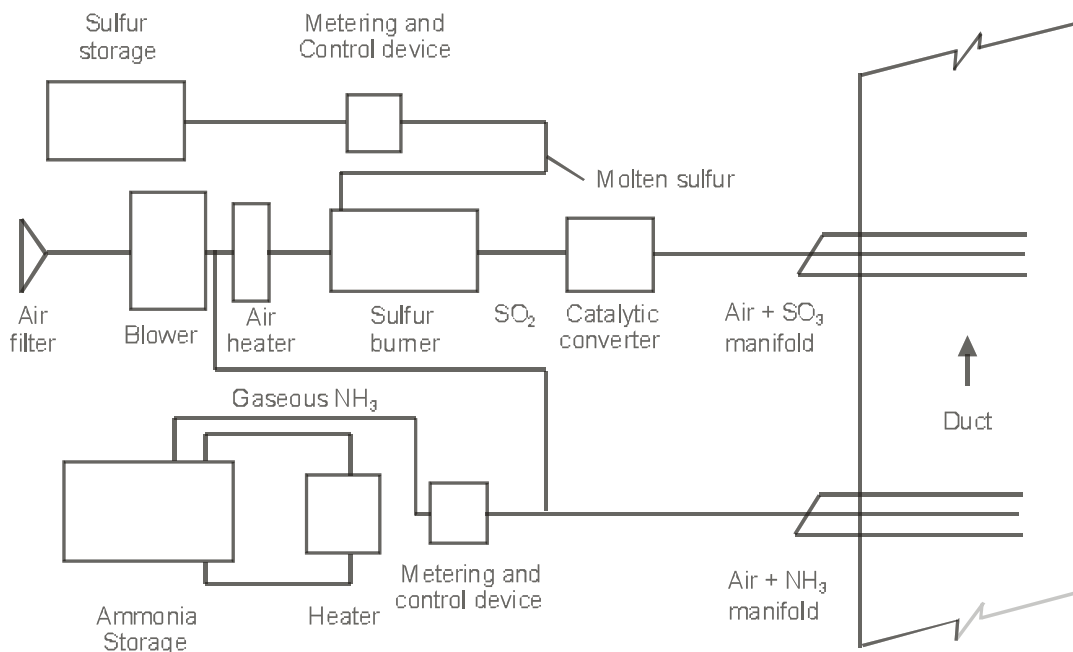 Sulfur
storage
Metering and
Control device
Molten sulfur
Air
filter
Blower
Air
heater
Sulfur
burner
SO₂
Catalytic
converter
Air + SO₃
manifold
Duct
Gaseous NH₃
Ammonia
Storage
Heater
Metering and
control device
Air + NH₃
manifold